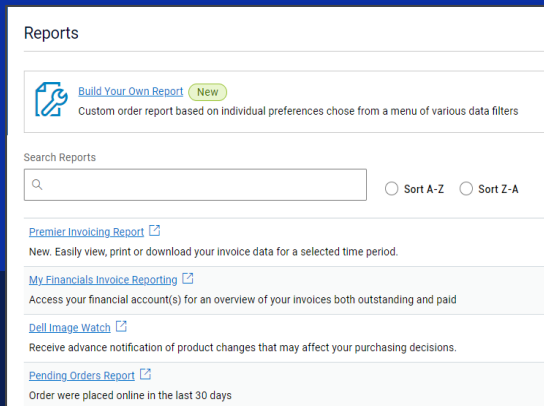 Reports
Build Your Own Report New
Custom order report based on individual preferences chose from a menu of various data filters
Search Reports
Sort A-Z Sort Z-A
Premier Invoicing Report
New. Easily view, print or download your invoice data for a selected time period.
My Financials Invoice Reporting
Access your financial account(s) for an overview of your invoices both outstanding and paid
Dell Image Watch
Receive advance notification of product changes that may affect your purchasing decisions.
Pending Orders Report
Order were placed online in the last 30 days